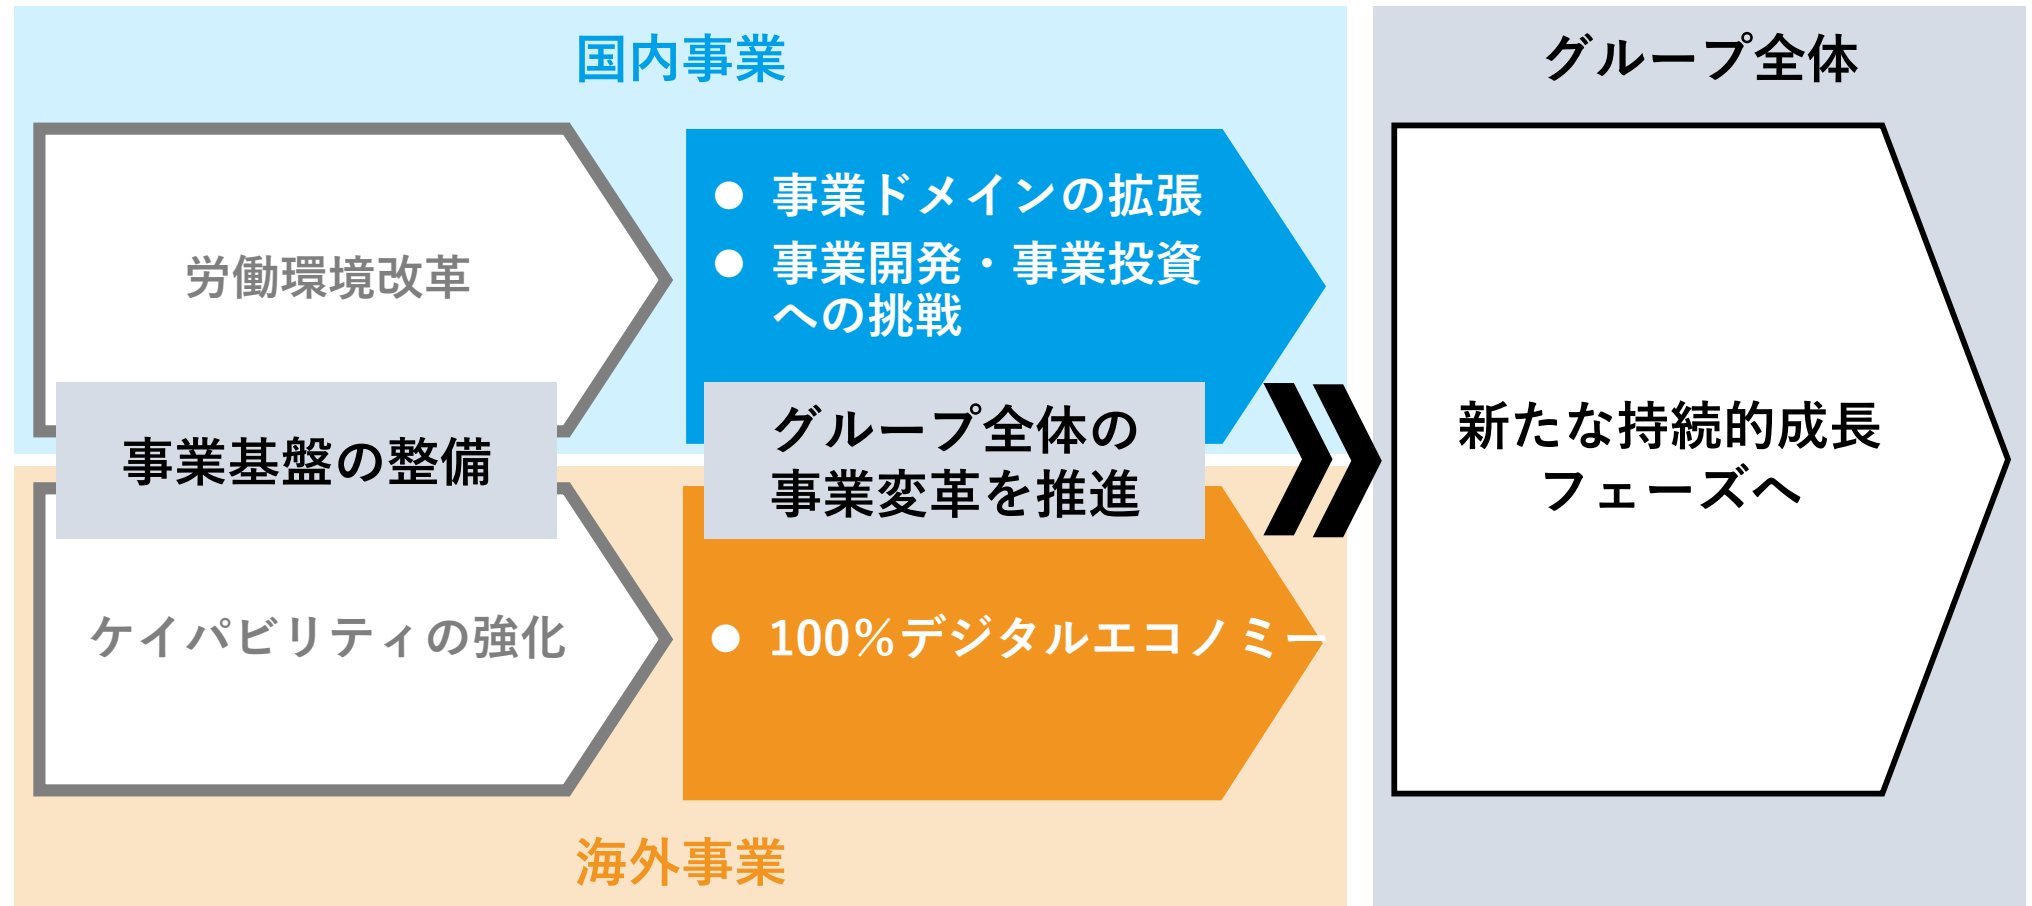 国内事業
グループ全体
労働環境改革
● 事業ドメインの拡張
● 事業開発・事業投資
への挑戦
事業基盤の整備
グループ全体の
事業変革を推進
新たな持続的成長
フェーズへ
ケイパビリティの強化
● 100%デジタルエコノミー
海外事業